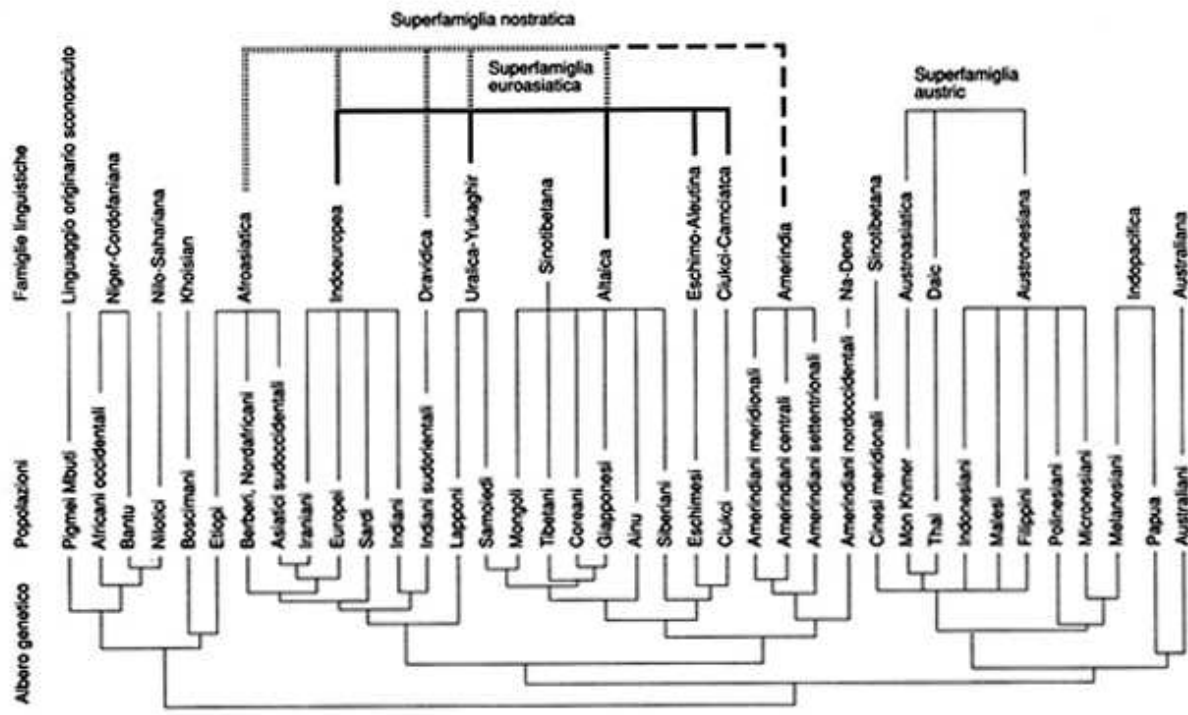 Superfamiglia nostratica
Superfamiglia
euroasiatica
Superfamiglia
austric
Famiglie linguistiche
Linguaggio originario sconosciuto
Niger-Cordofaniana
Nilo-Sahariana
Khoisian
Afroasiatica
Indoeuropea
Dravidica
Uralica-Yukaghir
Sinotibetana
Altaica
Eschimo-Aleutina
Ciukci-Camciatca
Amerindia
Na-Dene
Sinotibetana
Austroasiatica
Daic
Austronesiana
Indopacifica
Australiana
Popolazioni
Pigmei Mbuti
Africani occidentali
Bantu
Nilotici
Boscimani
Etiopi
Berberi, Nordafricani
Asiatici sudoccidentali
Iraniani
Europei
Sardi
Indiani
Indiani sudorientali
Lapponi
Samoiedi
Mongoli
Tibetani
Coreani
Giapponesi
Ainu
Siberiani
Eschimesi
Ciukci
Amerindiani meridionali
Amerindiani centrali
Amerindiani settentrionali
Amerindiani nordoccidentali
Cinesi meridionali
Mon Khmer
Thai
Indonesiani
Malesi
Filippini
Polinesiani
Micronesiani
Melanesiani
Papua
Australiani
Albero genetico